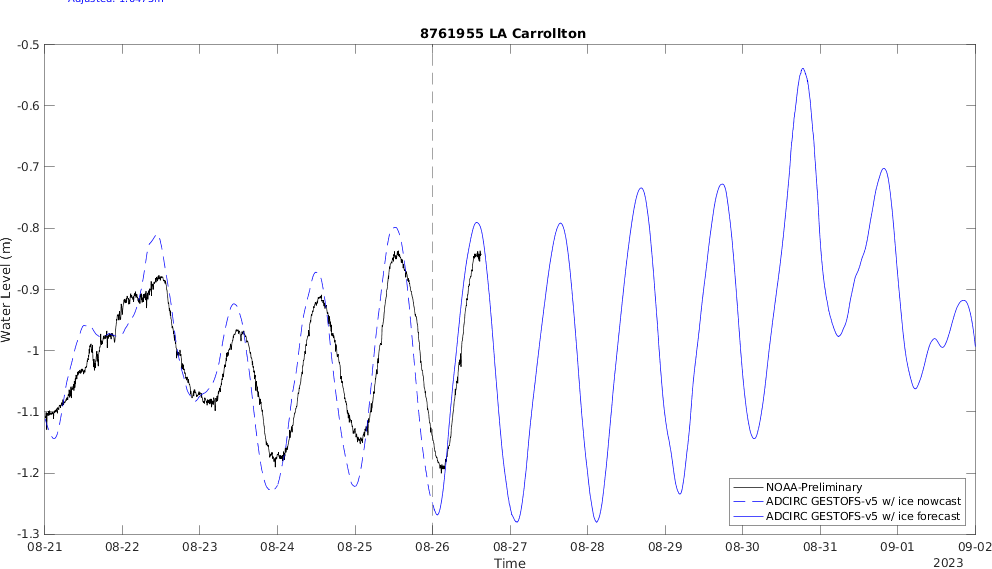 Adjusted: 1.0475m
8761955 LA Carrollton
-0.5
-0.6
-0.7
-0.8
-0.9
-1
-1.1
-1.2
-1.3
Water Level (m)
NOAA-Preliminary
ADCIRC GESTOFS-v5 w/ ice nowcast
ADCIRC GESTOFS-v5 w/ ice forecast
08-21 08-22 08-23 08-24 08-25 08-26 08-27 08-28 08-29 08-30 08-31 09-01 09-02
Time
2023